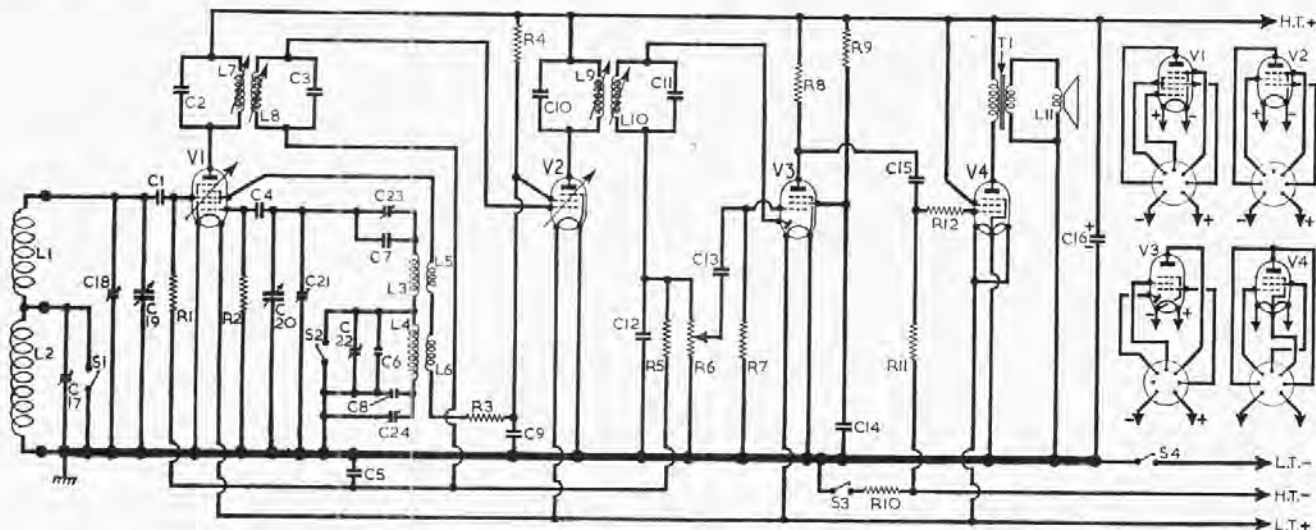 H.T.+
R4
R9
T1
V1
V2
L7
C3
L9
C11
C2
L8
C10
L10
R8
L11
V1
V2
V3
V4
C15
C1
C4
C23
R12
C16
C7
L5
L1
C18
L3
C13
C19
R1
R2
C20
C21
S2
C22
L4
C6
L6
C12
R5
R6
R7
R11
V3
V4
L2
S1
C17
C8
C24
R3
C9
C14
C5
S4
L.T.-
S3
R10
H.T.-
L.T.+
+ -
+ -
- +
- +
- +
- +
- +
- +